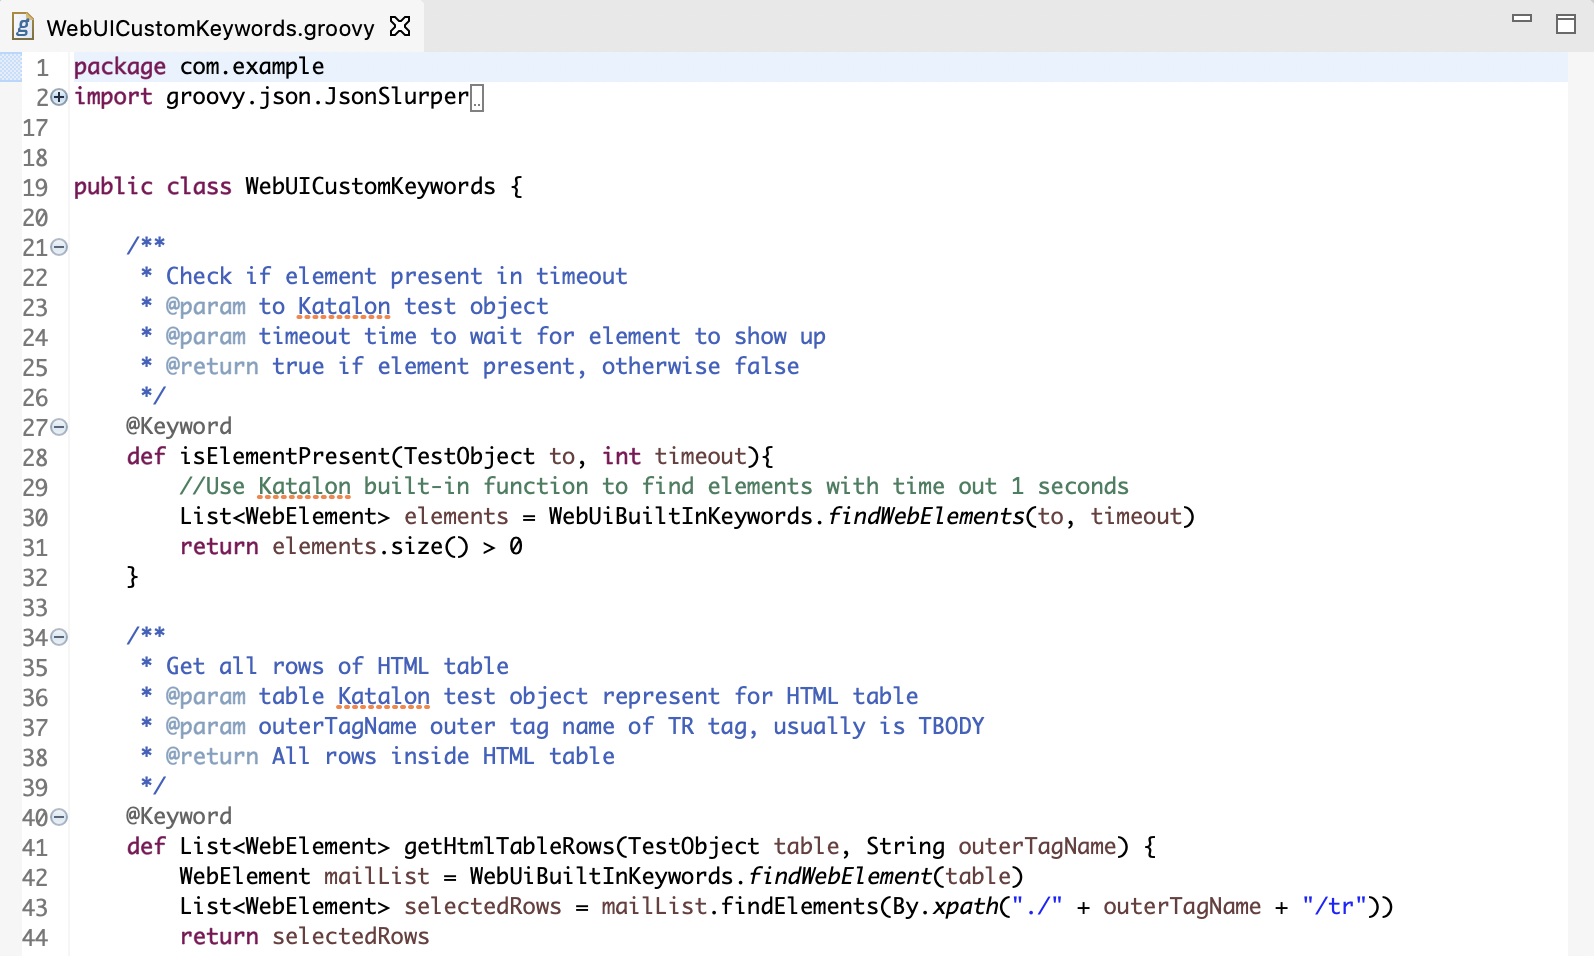 WebUICustomKeywords.groovy
1 package com.example
2 import groovy.json.JsonSlurper
17
18
19 public class WebUICustomKeywords {
20
21 /**
22 * Check if element present in timeout
23 * @param to Katalon test object
24 * @param timeout time to wait for element to show up
25 * @return true if element present, otherwise false
26 */
27 @Keyword
28 def isElementPresent(TestObject to, int timeout){
29 //Use Katalon built-in function to find elements with time out 1 seconds
30 List<WebElement> elements = WebUiBuiltInKeywords.findWebElements(to, timeout)
31 return elements.size() > 0
32 }
33
34 /**
35 * Get all rows of HTML table
36 * @param table Katalon test object represent for HTML table
37 * @param outerTagName outer tag name of TR tag, usually is TBODY
38 * @return All rows inside HTML table
39 */
40 @Keyword
41 def List<WebElement> getHtmlTableRows(TestObject table, String outerTagName) {
42 WebElement mailList = WebUiBuiltInKeywords.findWebElement(table)
43 List<WebElement> selectedRows = mailList.findElements(By.xpath("./" + outerTagName + "/tr"))
44 return selectedRows